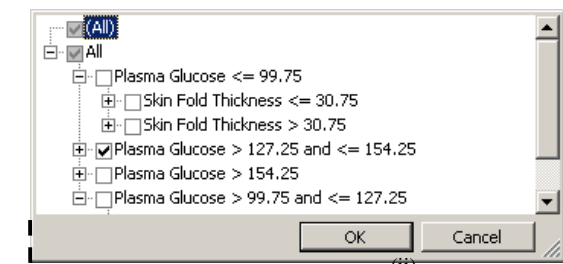 (All)
All
Plasma Glucose <= 99.75
Skin Fold Thickness <= 30.75
Skin Fold Thickness > 30.75
Plasma Glucose > 127.25 and <= 154.25
Plasma Glucose > 154.25
Plasma Glucose > 99.75 and <= 127.25
OK Cancel